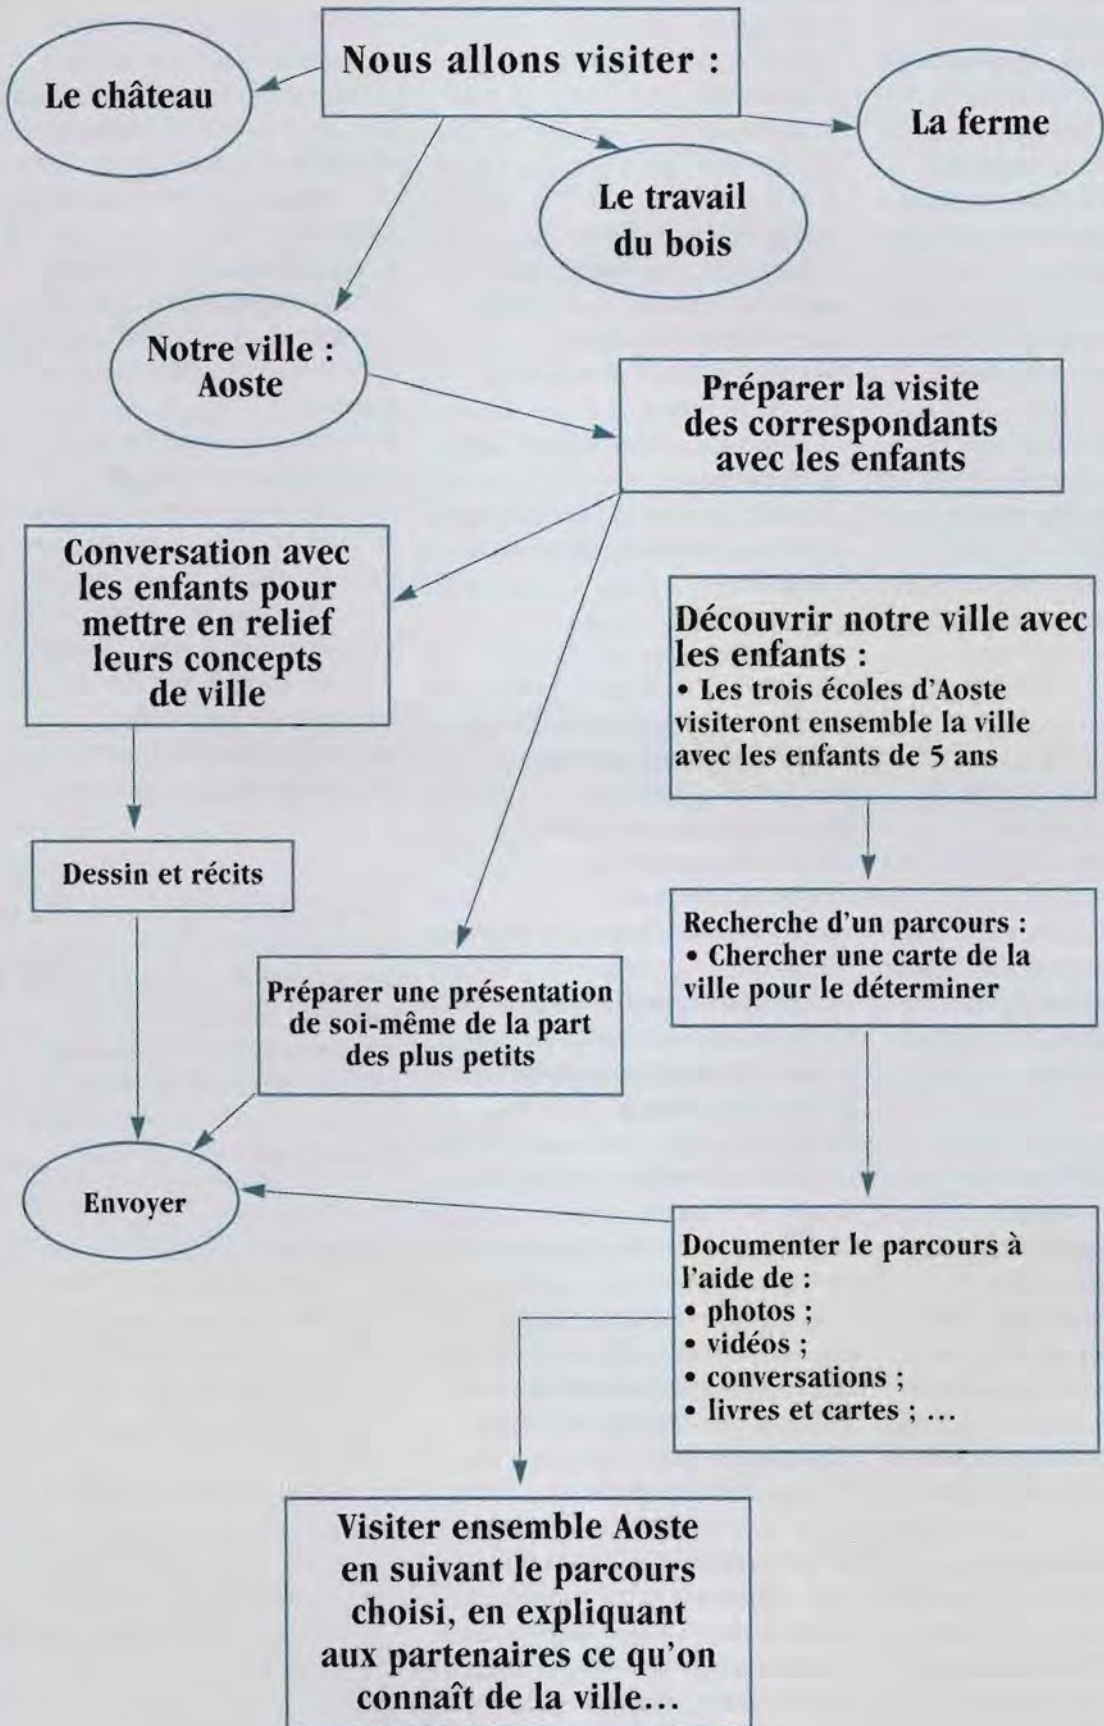 Nous allons visiter :
Le château
La ferme
Le travail
du bois
Notre ville :
Aoste
Préparer la visite
des correspondants
avec les enfants
Conversation avec
les enfants pour
mettre en relief
leurs concepts
de ville
Découvrir notre ville avec
les enfants :
• Les trois écoles d'Aoste
visiteront ensemble la ville
avec les enfants de 5 ans
Dessin et récits
Recherche d'un parcours :
• Chercher une carte de la
ville pour le déterminer
Préparer une présentation
de soi-même de la part
des plus petits
Envoyer
Documenter le parcours à
l'aide de :
• photos ;
• vidéos ;
• conversations ;
• livres et cartes ; …
Visiter ensemble Aoste
en suivant le parcours
choisi, en expliquant
aux partenaires ce qu'on
connaît de la ville…